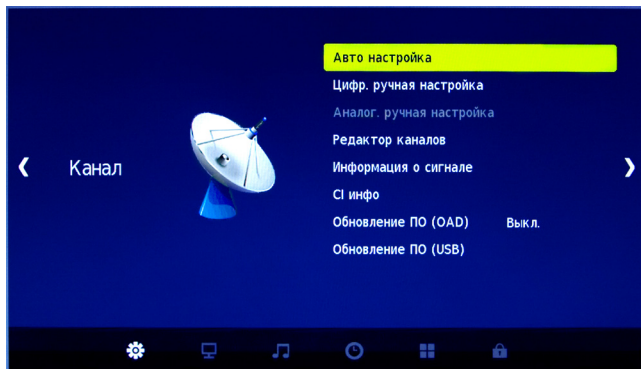 Канал
Авто настройка
Цифр. ручная настройка
Аналог. ручная настройка
Редактор каналов
Информация о сигнале
CI инфо
Обновление ПО (OAD) Выкл.
Обновление ПО (USB)